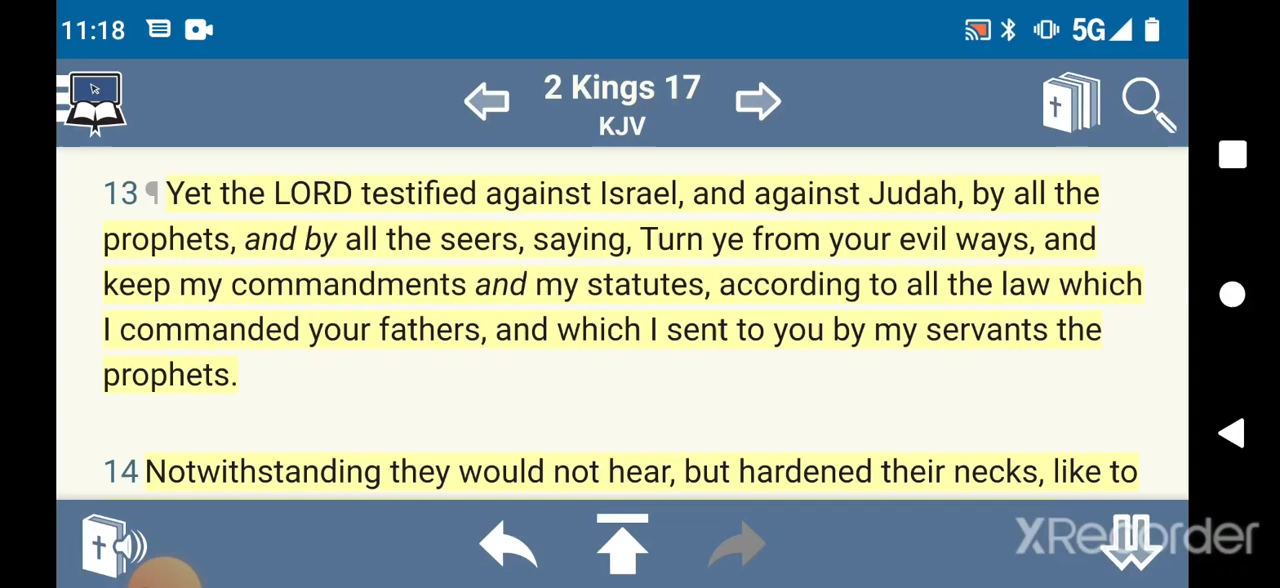 11:18 5G
2 Kings 17
KJV
13 ¶ Yet the LORD testified against Israel, and against Judah, by all the
prophets, and by all the seers, saying, Turn ye from your evil ways, and
keep my commandments and my statutes, according to all the law which
I commanded your fathers, and which I sent to you by my servants the
prophets.
14 Notwithstanding they would not hear, but hardened their necks, like to
XRecorder